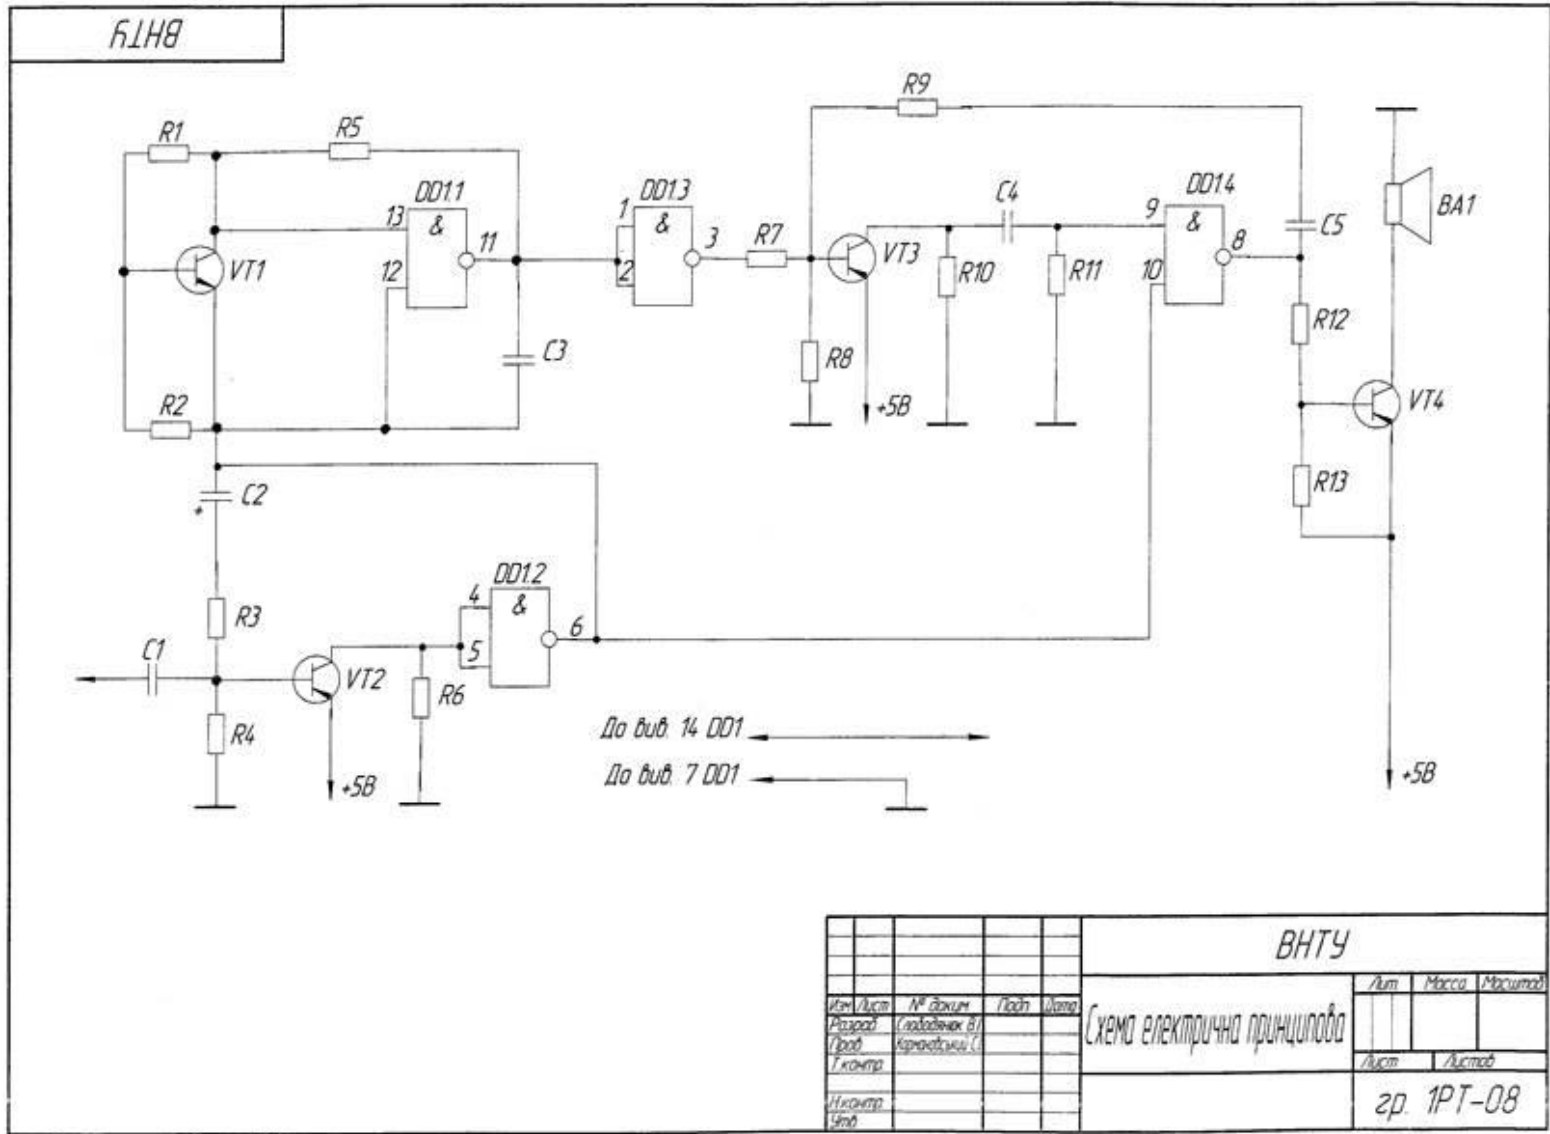 ВНТУ
R9
R1
R5
DD1.1
DD1.3
DD1.4
&
&
&
C4
BA1
13
11
12
1
2
3
R7
VT3
9
8
10
C5
VT1
R10
R11
R12
C3
R8
+5В
VT4
R2
R13
C2
+
DD1.2
&
4
5
6
R3
C1
VT2
R6
R4
До вив. 14 DD1
До вив. 7 DD1
+5В
+5В
ВНТУ
Схема електрична принципова
Лит Масса Масштаб
Изм Лист № докум Подп Дата
Разраб
Пров
Т.контр
Лист Листов
Н.контр
Утв
гр. 1РТ-08